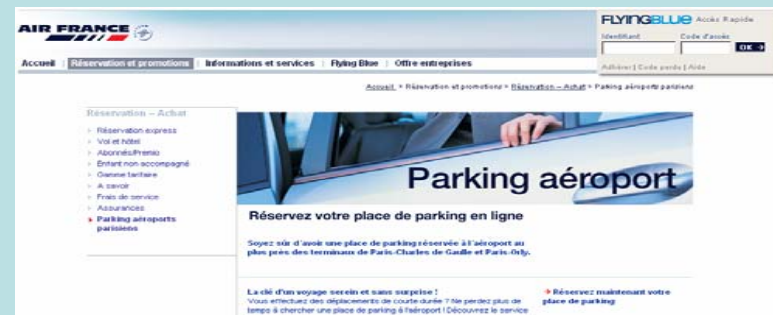 AIR FRANCE
FLYINGBLUE Accès Rapide
Identifiant Code d'accès
OK
Adhérer | Code perdu | Aide
Accueil | Réservation et promotions | Informations et services | Flying Blue | Offre entreprises
Accueil > Réservation et promotions > Réservation – Achat > Parking aéroports parisiens
Réservation – Achat
Réservation express
Vol et hôtel
Abonnés/Premio
Enfant non accompagné
Gamme tarifaire
A savoir
Frais de service
Assurances
Parking aéroports
parisiens
Parking aéroport
Réservez votre place de parking en ligne
Soyez sûr d'avoir une place de parking réservée à l'aéroport au
plus près des terminaux de Paris-Charles de Gaulle et Paris-Orly.
La clé d'un voyage serein et sans surprise !
Vous effectuez des déplacements de courte durée ? Ne perdez plus de
temps à chercher une place de parking à l'aéroport ! Découvrez le service
Réservez maintenant votre
place de parking